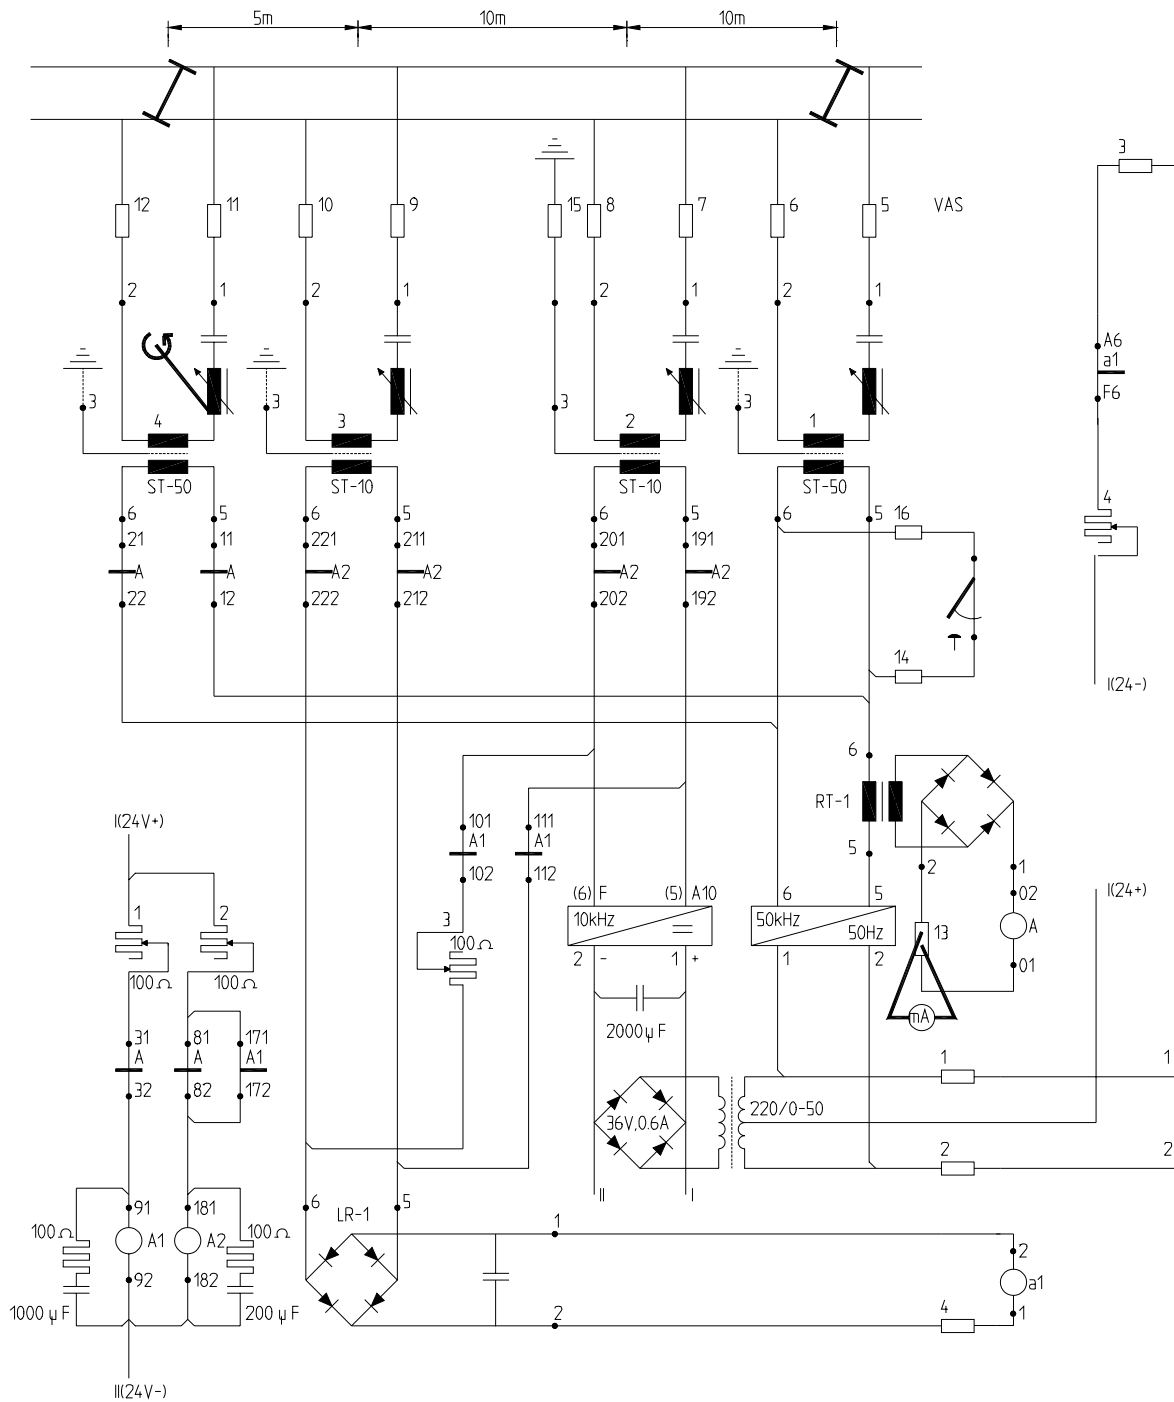 5m 10m 10m
3
12 11 10 9 15 8 7 6 5 VAS
2 1 2 1 2 1 2 1
A6
a1
3 3 3 3 F6
4 3 2 1
ST-50 ST-10 ST-10 ST-50
4
6 5 6 5 6 5 6 5 16
21 11 221 211 201 191
A A A2 A2 A2 A2
22 12 222 212 202 192
14
I(24-)
6
RT-1
I(24V+) 101 111
A1 A1
5
102 112 2 1
(6) F (5) A10 6 5 02 I(24+)
1 2 3 10kHz 50kHz 50Hz 13 A
100Ω
2 - 1 + 1 2 01
100Ω 100Ω
2000μF mA
31 81 171
A A A1 1 1
32 82 172
36V,0.6A 220/0-50
2 2
II I
91 181 6 LR-1 5 1
100Ω A1 A2 100Ω
2
92 182 a1
1000μF 200μF 2 4 1
II(24V-)